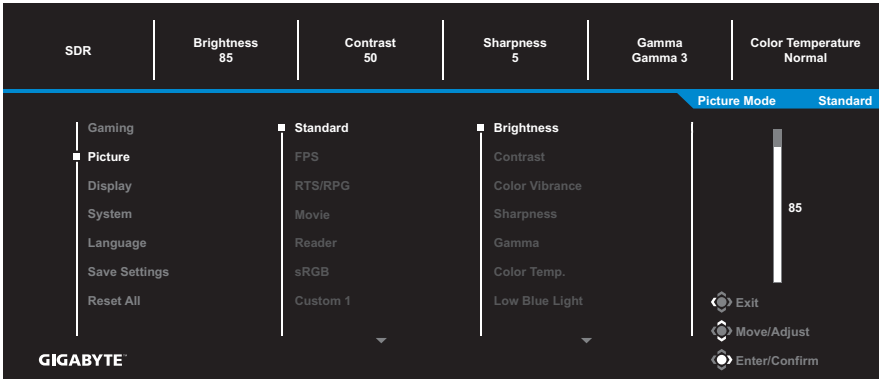 SDR
Brightness
85
Contrast
50
Sharpness
5
Gamma
Gamma 3
Color Temperature
Normal
Picture Mode Standard
Gaming
Picture
Display
System
Language
Save Settings
Reset All
Standard
FPS
RTS/RPG
Movie
Reader
sRGB
Custom 1
Brightness
Contrast
Color Vibrance
Sharpness
Gamma
Color Temp.
Low Blue Light
85
Exit
Move/Adjust
Enter/Confirm
GIGABYTE™